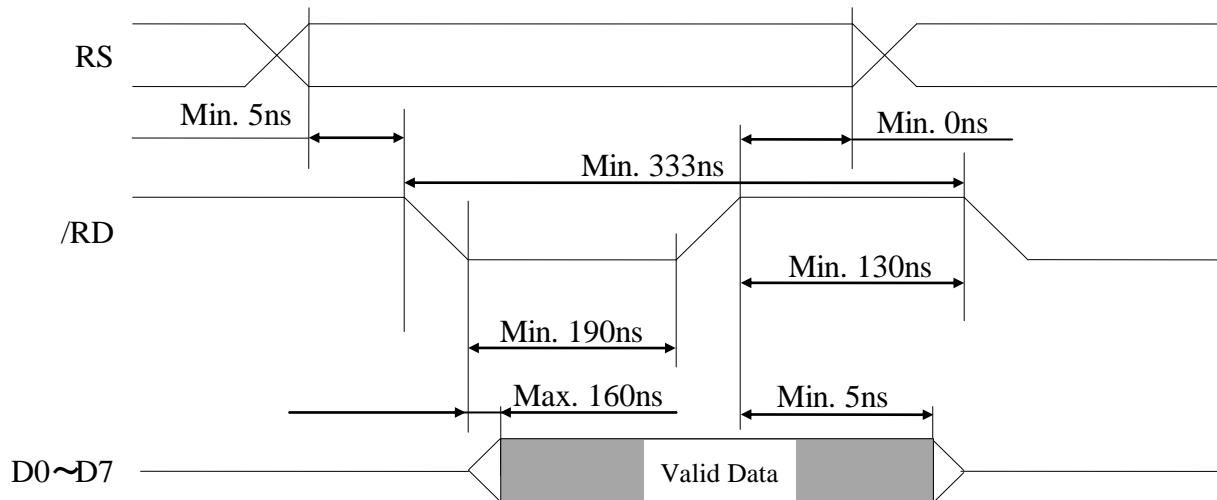 RS
Min. 5ns
Min. 0ns
Min. 333ns
/RD
Min. 130ns
Min. 190ns
Max. 160ns
Min. 5ns
D0～D7
Valid Data